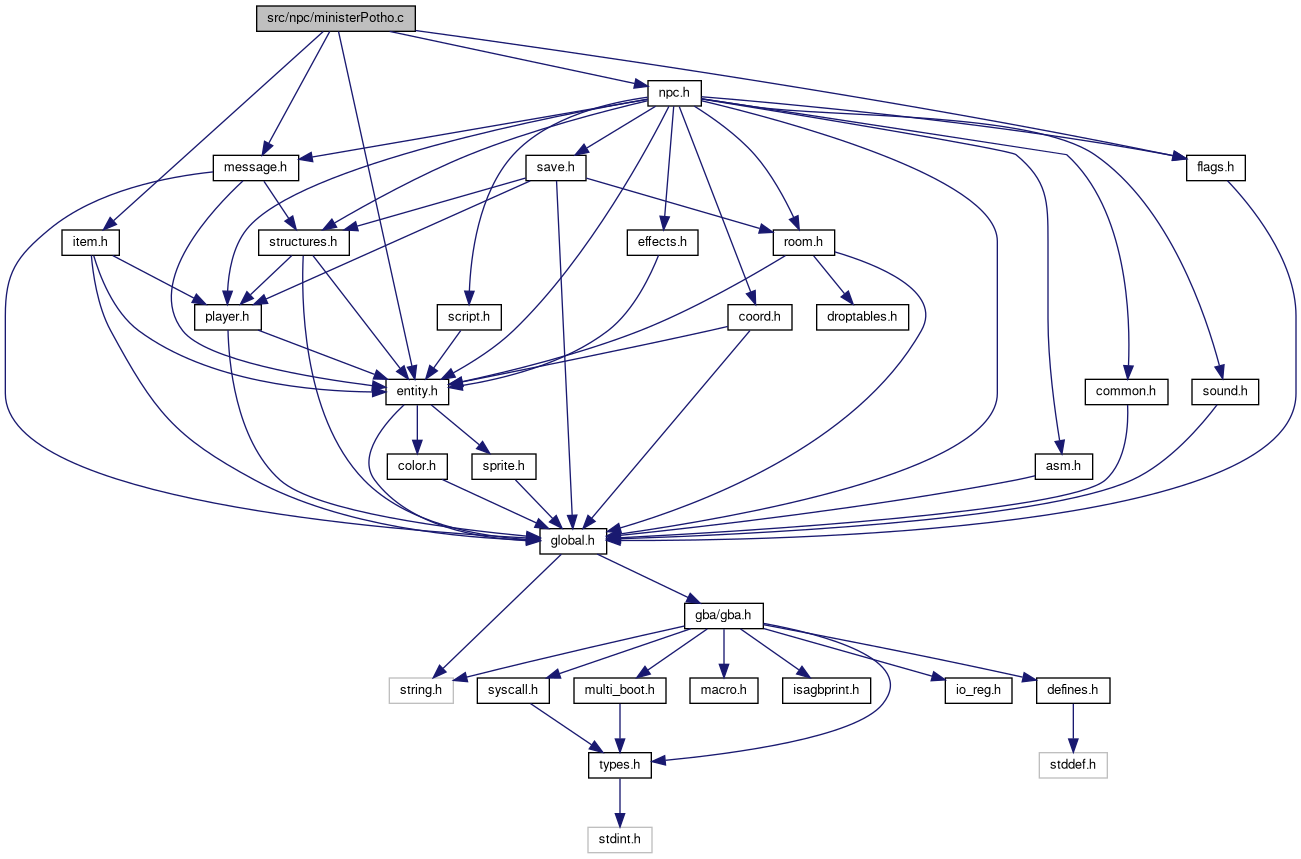 src/npc/ministerPotho.c
npc.h
message.h
save.h
flags.h
item.h
structures.h
effects.h
room.h
player.h
script.h
coord.h
droptables.h
entity.h
common.h
sound.h
color.h
sprite.h
asm.h
global.h
gba/gba.h
string.h
syscall.h
multi_boot.h
macro.h
isagbprint.h
io_reg.h
defines.h
types.h
stddef.h
stdint.h